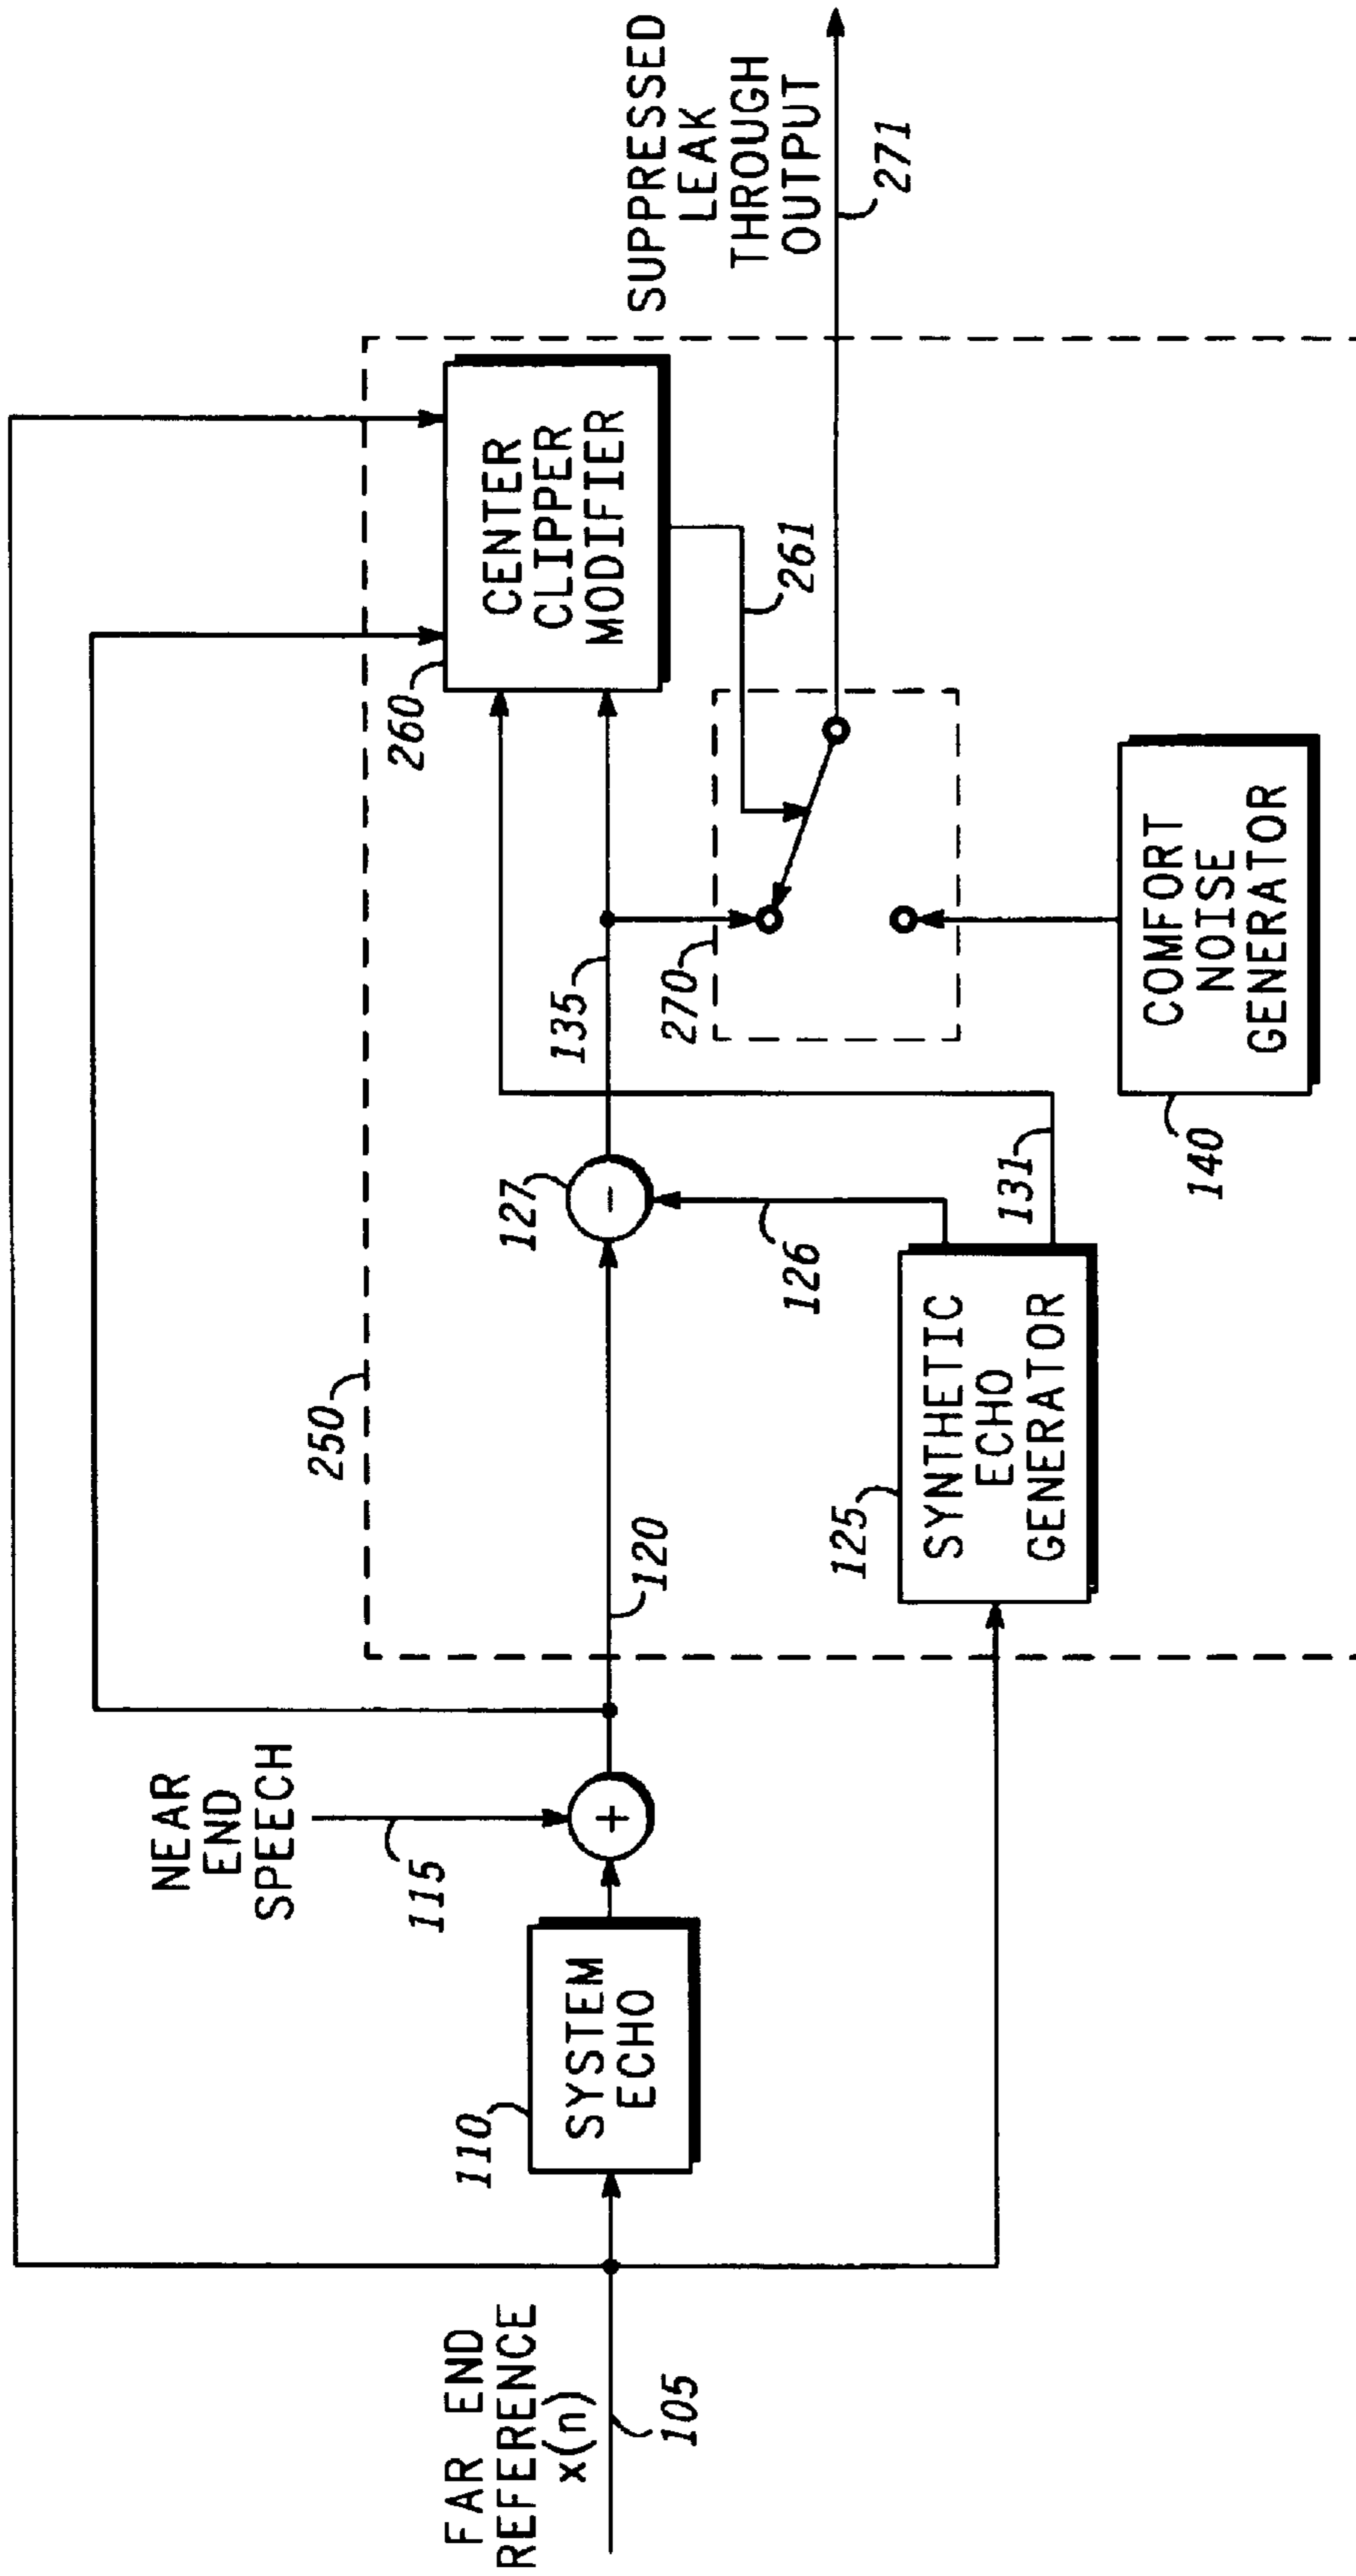 FAR END
REFERENCE
x(n)
105
110
SYSTEM
ECHO
NEAR
END
SPEECH
115
120
250
127
126
125
SYNTHETIC
ECHO
GENERATOR
131
135
270
260
CENTER
CLIPPER
MODIFIER
261
140
COMFORT
NOISE
GENERATOR
SUPPRESSED
LEAK
THROUGH
OUTPUT
271
+
-